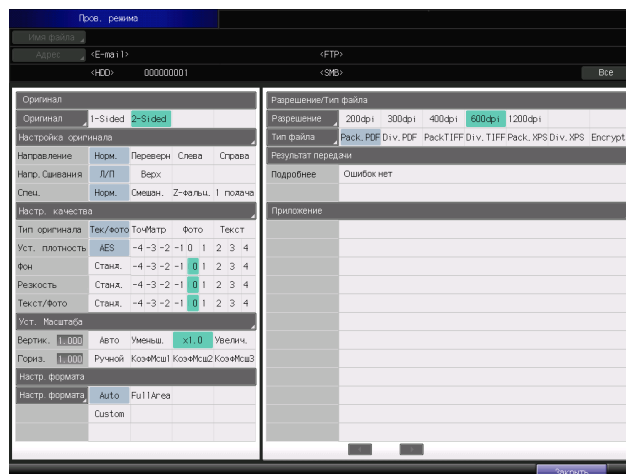 Пров. режима
Имя файла
Адрес <E-mail> <FTP>
<HDD> 000000001 <SMB> Все
Оригинал
Оригинал 1-Sided 2-Sided
Настройка оригинала
Направление Норм. Переверн Слева Справа
Напр.Сшивания Л/П Верх
Спец. Норм. Смешан. Z-фальц. 1 подача
Настр. качества
Тип оригинала Тек/фото ТочМатр Фото Текст
Уст. плотность AES -4 -3 -2 -1 0 1 2 3 4
Фон Станд. -4 -3 -2 -1 0 1 2 3 4
Резкость Станд. -4 -3 -2 -1 0 1 2 3 4
Текст/Фото Станд. -4 -3 -2 -1 0 1 2 3 4
Уст. Масштаба
Вертик. 1.000 Авто Уменьш. x1.0 Увелич.
Гориз. 1.000 Ручной КоэфМсш1 КоэфМсш2 КоэфМсш3
Настр.формата
Настр.формата Auto FullArea
Custom
Разрешение/Тип файла
Разрешение 200dpi 300dpi 400dpi 600dpi 1200dpi
Тип файла Pack.PDF Div.PDF PackTIFF Div.TIFF Pack.XPS Div.XPS Encrypt
Результат передачи
Подробнее Ошибок нет
Приложение
Закрыть